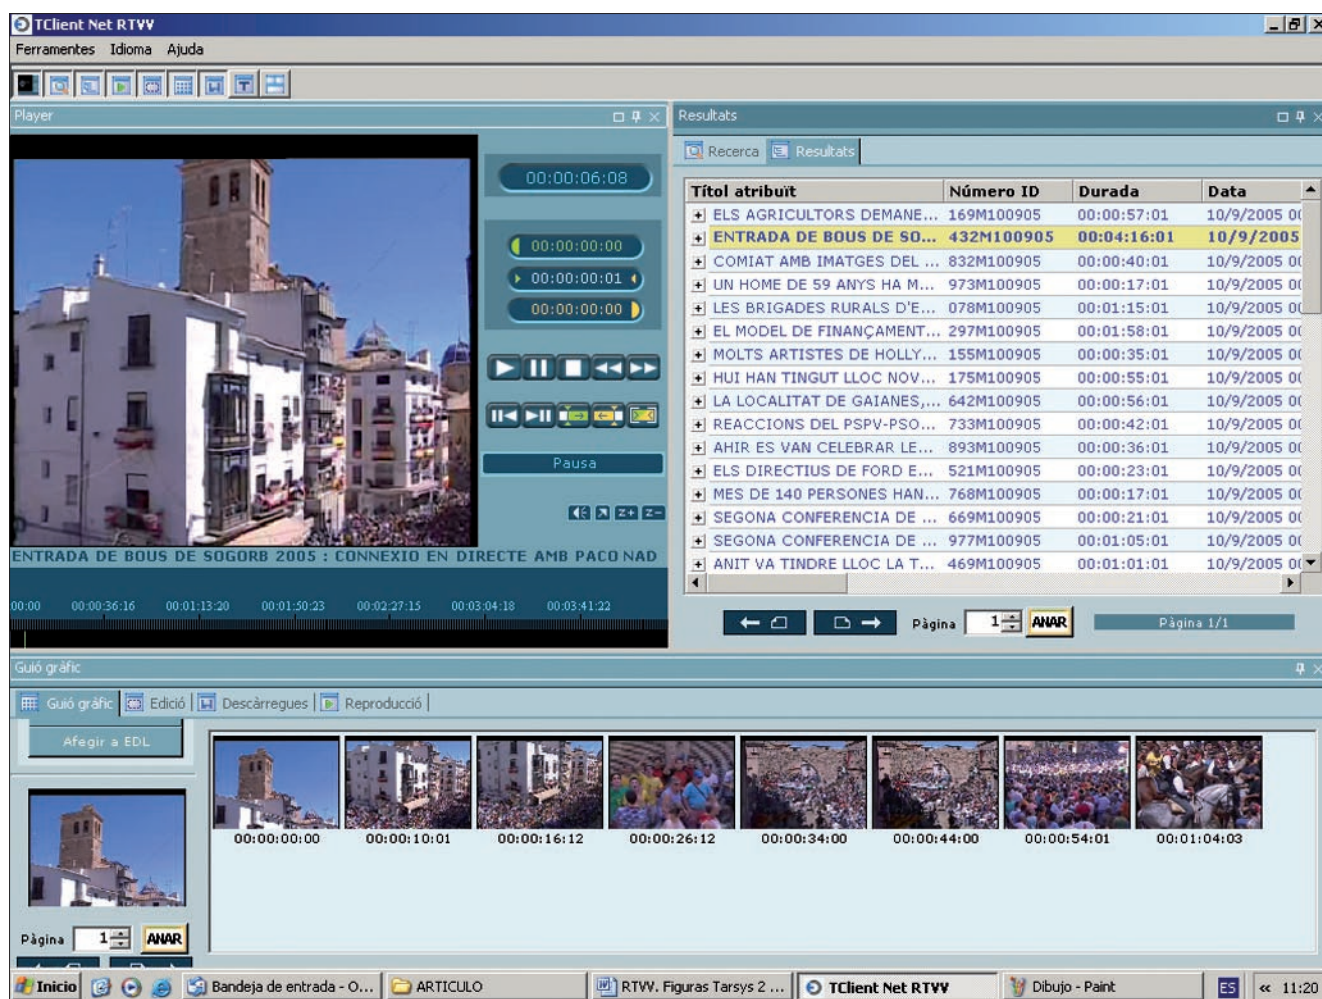 TClient Net RTVV
Ferramentes Idioma Ajuda
Player
00:00:06:08
00:00:00:00
00:00:00:01
00:00:00:00
Pausa
Z+ Z-
ENTRADA DE BOUS DE SOGORB 2005 : CONNEXIO EN DIRECTE AMB PACO NAD
00:00 00:00:36:16 00:01:13:20 00:01:50:23 00:02:27:15 00:03:04:18 00:03:41:22
Resultats
Recerca Resultats
Títol atribuït Número ID Durada Data
ELS AGRICULTORS DEMANE... 169M100905 00:00:57:01 10/9/2005 00
ENTRADA DE BOUS DE SO... 432M100905 00:04:16:01 10/9/2005
COMIAT AMB IMATGES DEL ... 832M100905 00:00:40:01 10/9/2005 00
UN HOME DE 59 ANYS HA M... 973M100905 00:00:17:01 10/9/2005 00
LES BRIGADES RURALS D'E... 078M100905 00:01:15:01 10/9/2005 00
EL MODEL DE FINANÇAMENT... 297M100905 00:01:58:01 10/9/2005 00
MOLTS ARTISTES DE HOLLY... 155M100905 00:00:35:01 10/9/2005 00
HUI HAN TINGUT LLOC NOV... 175M100905 00:00:55:01 10/9/2005 00
LA LOCALITAT DE GAIANES,... 642M100905 00:00:56:01 10/9/2005 00
REACCIONS DEL PSPV-PSO... 733M100905 00:00:42:01 10/9/2005 00
AHIR ES VAN CELEBRAR LE... 893M100905 00:00:36:01 10/9/2005 00
ELS DIRECTIUS DE FORD E... 521M100905 00:00:23:01 10/9/2005 00
MES DE 140 PERSONES HAN... 768M100905 00:00:17:01 10/9/2005 00
SEGONA CONFERENCIA DE ... 669M100905 00:00:21:01 10/9/2005 00
SEGONA CONFERENCIA DE ... 977M100905 00:01:05:01 10/9/2005 00
ANIT VA TINDRE LLOC LA T... 469M100905 00:01:01:01 10/9/2005 00
Pàgina 1 ANAR Pàgina 1/1
Guió gràfic
Guió gràfic Edició Descàrregues Reproducció
Afegir a EDL
00:00:00:00 00:00:10:01 00:00:16:12 00:00:26:12 00:00:34:00 00:00:44:00 00:00:54:01 00:01:04:03
Pàgina 1 ANAR
Inicio Bandeja de entrada - O... ARTICULO RTVV. Figuras Tarsys 2 ... TClient Net RTVV Dibujo - Paint ES « 11:20